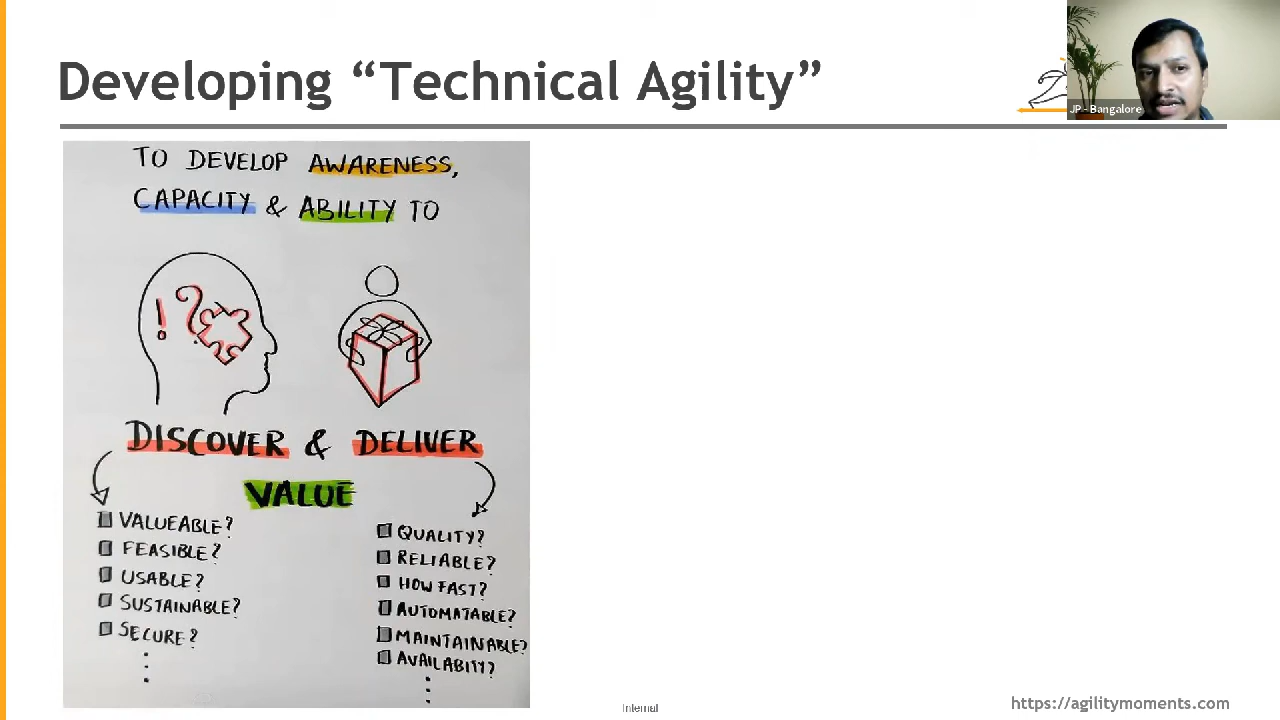 Developing “Technical Agility”
JP - Bangalore
TO DEVELOP AWARENESS,
CAPACITY & ABILITY TO
! ?
DISCOVER & DELIVER
VALUE
VALUEABLE?
FEASIBLE?
USABLE?
SUSTAINABLE?
SECURE?
QUALITY?
RELIABLE?
HOW FAST?
AUTOMATABLE?
MAINTAINABLE?
AVAILABITY?
Internal
https://agilitymoments.com